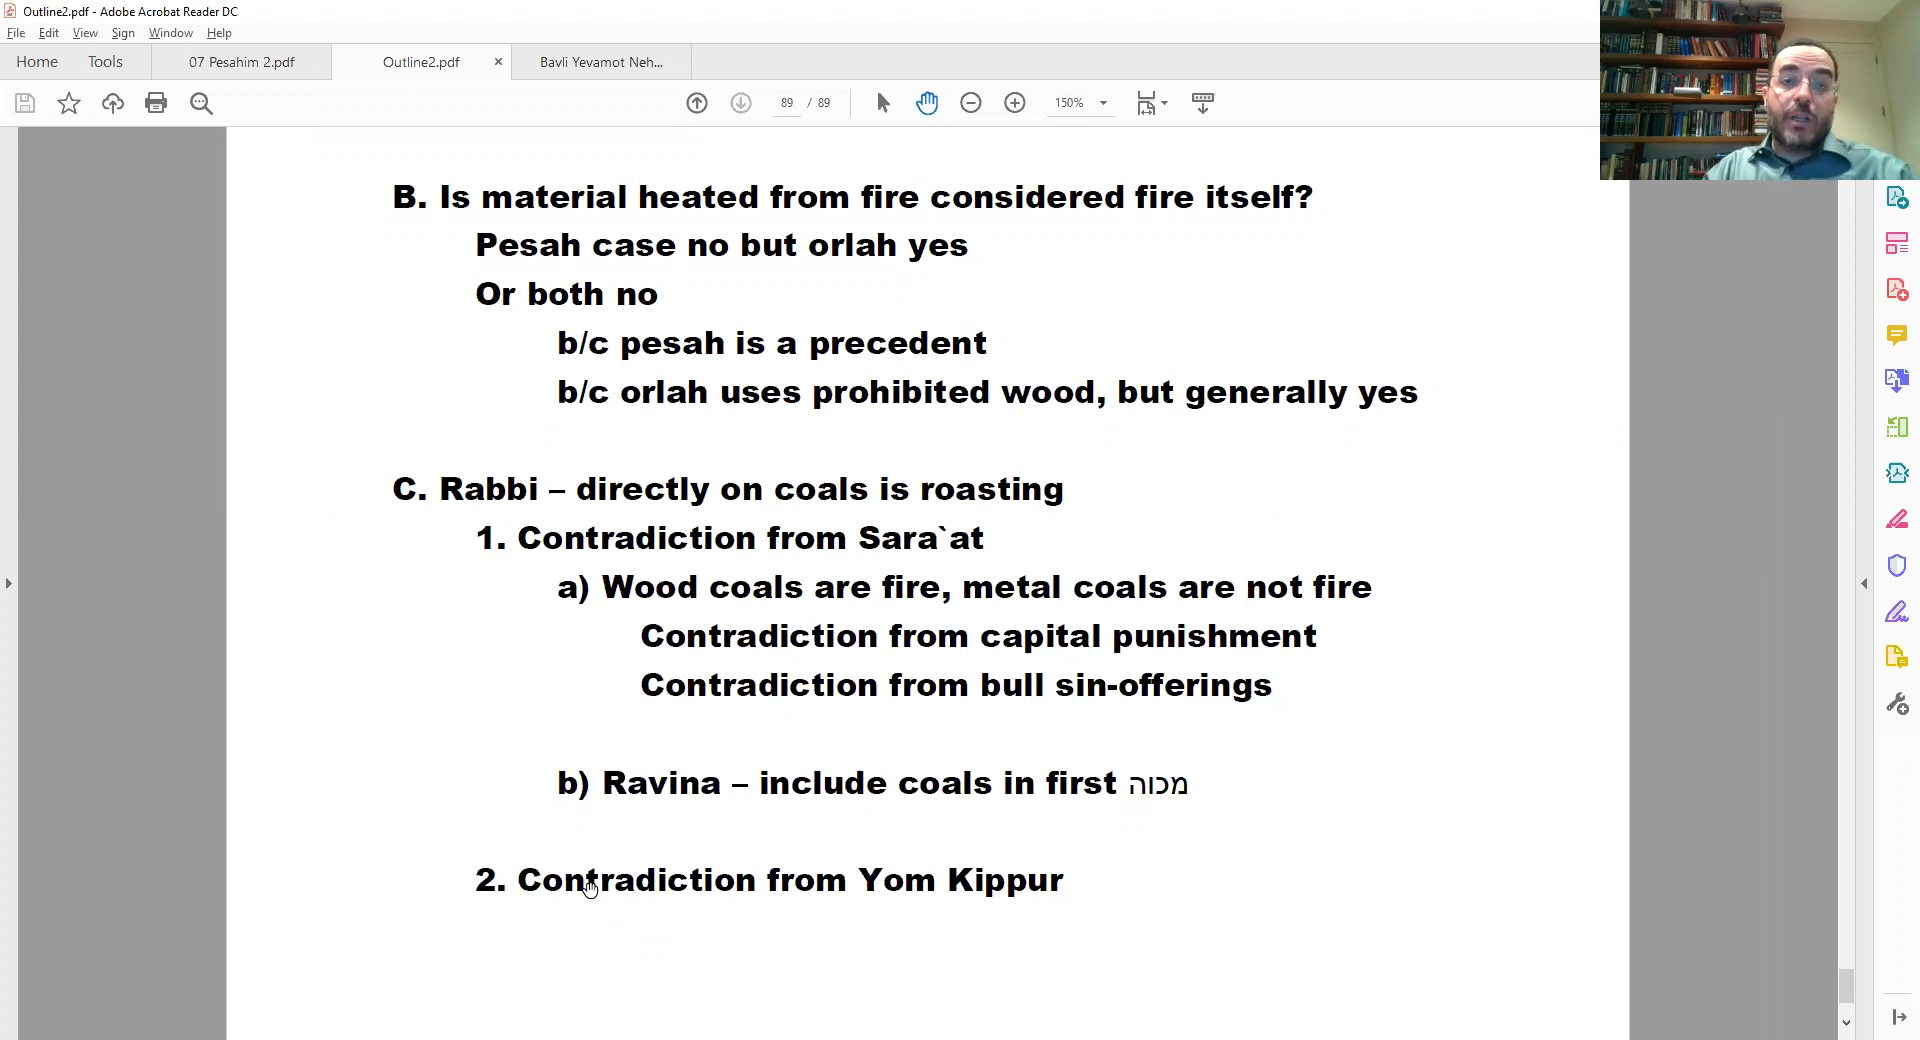 Outline2.pdf - Adobe Acrobat Reader DC
File Edit View Sign Window Help
Home Tools 07 Pesahim 2.pdf Outline2.pdf × Bavli Yevamot Neh...
89 / 89 150%
B. Is material heated from fire considered fire itself?
Pesah case no but orlah yes
Or both no
b/c pesah is a precedent
b/c orlah uses prohibited wood, but generally yes
C. Rabbi – directly on coals is roasting
1. Contradiction from Sara`at
a) Wood coals are fire, metal coals are not fire
Contradiction from capital punishment
Contradiction from bull sin-offerings
b) Ravina – include coals in first מכוה
2. Contradiction from Yom Kippur